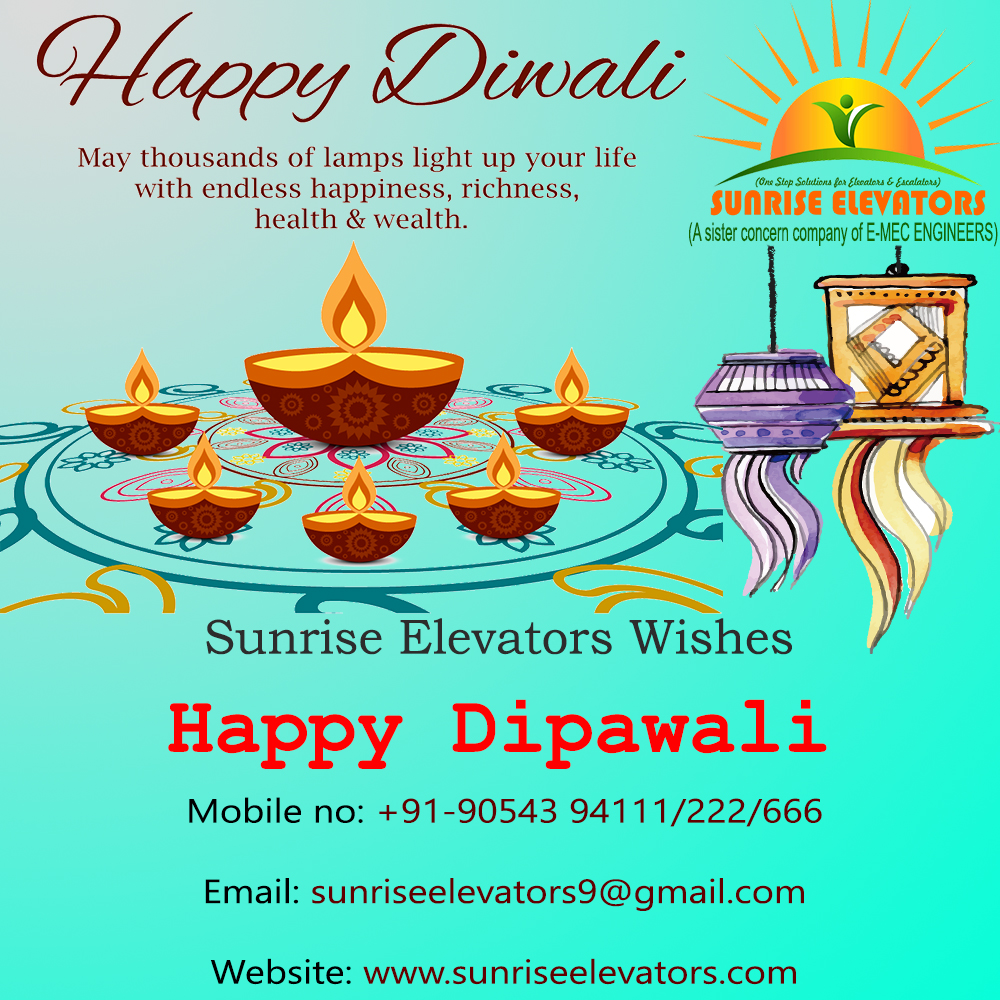 Happy Diwali
May thousands of lamps light up your life
with endless happiness, richness,
health & wealth.
(One Stop Solutions for Elevators & Escalators)
SUNRISE ELEVATORS
(A sister concern company of E-MEC ENGINEERS)
Sunrise Elevators Wishes
Happy Dipawali
Mobile no: +91-90543 94111/222/666
Email: sunriseelevators9@gmail.com
Website: www.sunriseelevators.com